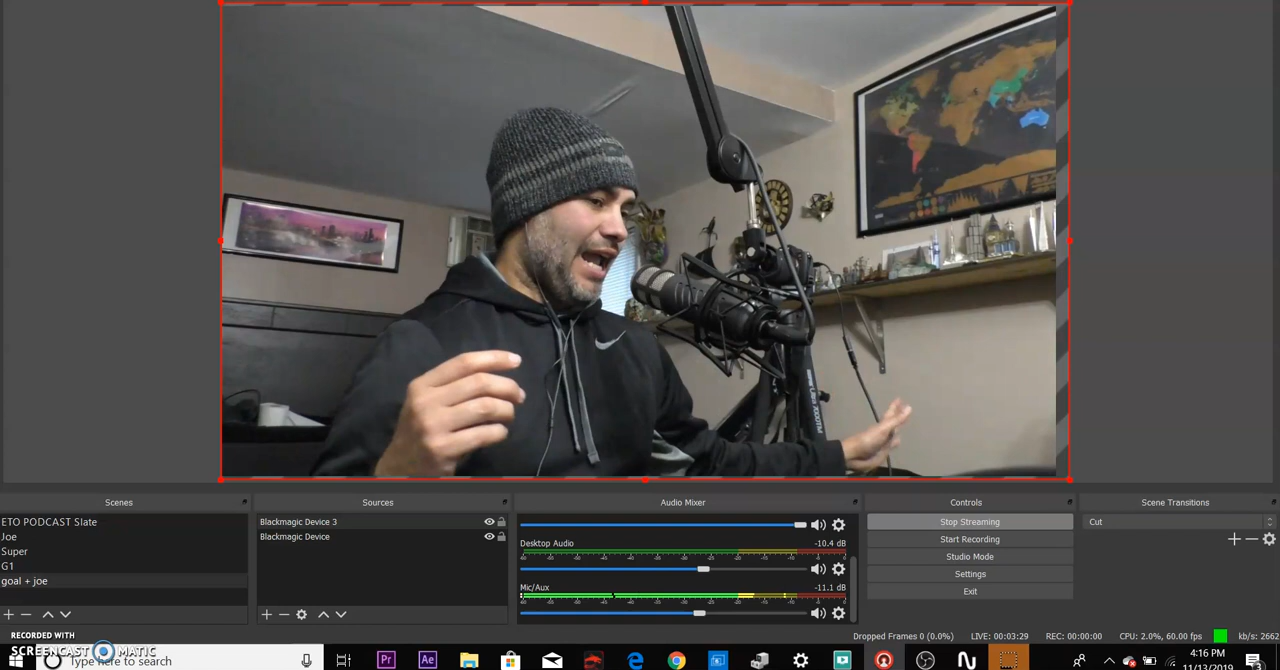 Scenes
Sources
Audio Mixer
Controls
Scene Transitions
ETO PODCAST Slate
Joe
Super
G1
goal + joe
Blackmagic Device 3
Blackmagic Device
Desktop Audio
-10.4 dB
Mic/Aux
-11.1 dB
Stop Streaming
Start Recording
Studio Mode
Settings
Exit
Cut
Dropped Frames 0 (0.0%)
LIVE: 00:03:29
REC: 00:00:00
CPU: 2.0%, 60.00 fps
kb/s: 2662
RECORDED WITH
SCREENCAST MATIC
Type here to search
Pr
Ae
4:16 PM
11/13/2019
3